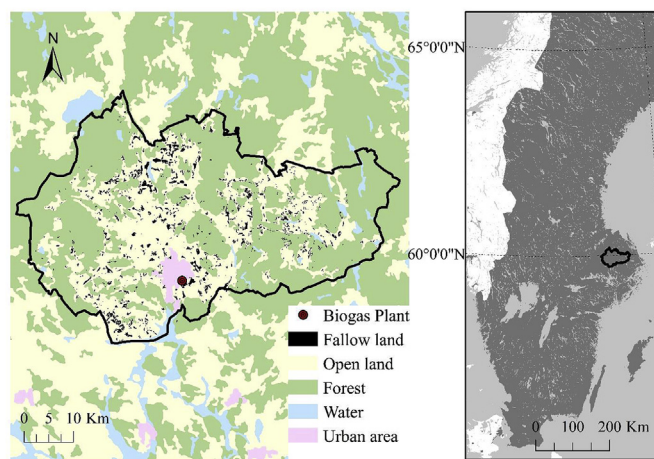 N
Biogas Plant
Fallow land
Open land
Forest
Water
Urban area
0 5 10 Km
65°0'0"N
60°0'0"N
0 100 200 Km